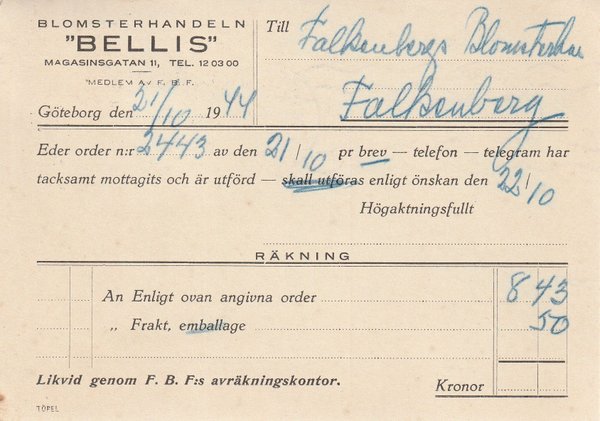 BLOMSTERHANDELN
"BELLIS"
MAGASINSGATAN 11, TEL. 12 03 00
MEDLEM AV F. B. F.
Göteborg den 21/10 1944
Till Falkenbergs Blomsterhan
Falkenberg
Eder order n:r 2443 av den 21/10 pr brev — telefon — telegram har
tacksamt mottagits och är utförd — skall utföras enligt önskan den 22/10
Högaktningsfullt
RÄKNING
An Enligt ovan angivna order 8 43
„ Frakt, emballage 50
Likvid genom F. B. F:s avräkningskontor. Kronor
TÖPEL